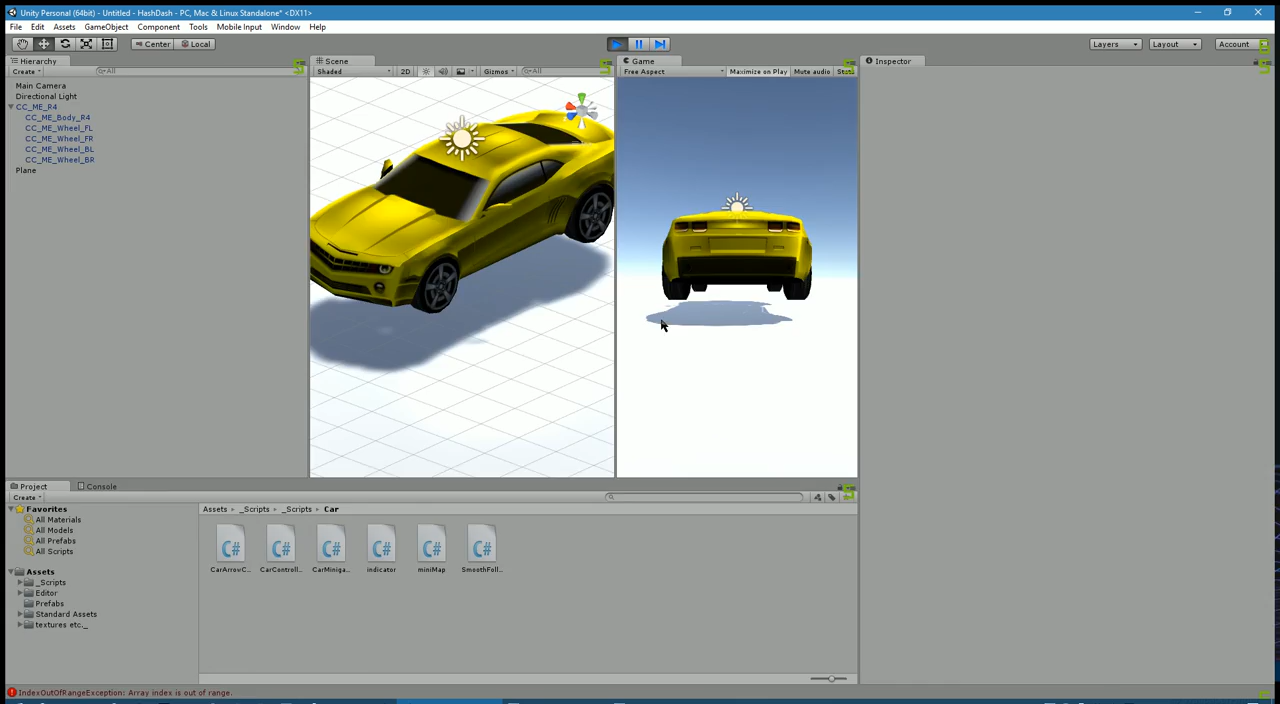 Unity Personal (64bit) - Untitled - HashDash - PC, Mac & Linux Standalone* <DX11>
File Edit Assets GameObject Component Tools Mobile Input Window Help
Center Local Layers Layout Account
Hierarchy Scene Game Inspector
Create All Shaded 2D Gizmos All Free Aspect Maximize on Play Mute audio Stats
Main Camera
Directional Light
CC_ME_R4
CC_ME_Body_R4
CC_ME_Wheel_FL
CC_ME_Wheel_FR
CC_ME_Wheel_BL
CC_ME_Wheel_BR
Plane
Project Console
Create
Favorites
All Materials
All Models
All Prefabs
All Scripts
Assets
_Scripts
Editor
Prefabs
Standard Assets
textures etc._
Assets _Scripts _Scripts Car
C# C# C# C# C# C#
CarArrowC... CarControll... CarMiniga... indicator miniMap SmoothFoll...
IndexOutOfRangeException: Array index is out of range.